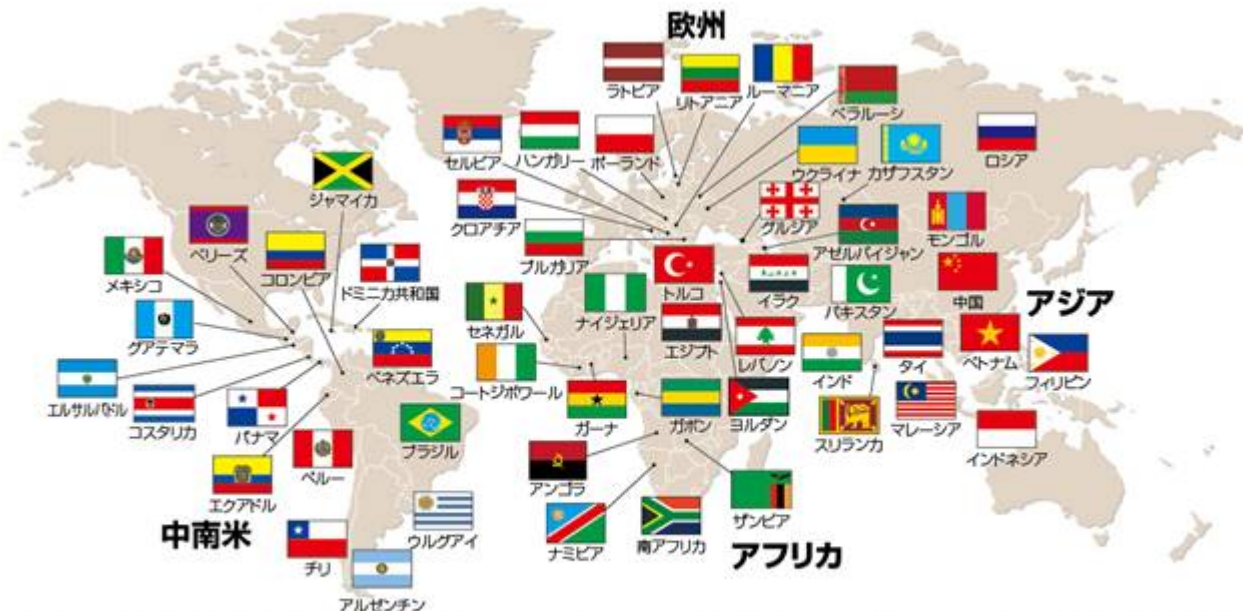 欧州
ラトビア
リトアニア
ルーマニア
ベラルーシ
セルビア
ハンガリー
ポーランド
ウクライナ
カザフスタン
ロシア
クロアチア
ブルガリア
トルコ
グルジア
アゼルバイジャン
モンゴル
イラク
パキスタン
中国
アジア
ジャマイカ
ベリーズ
コロンビア
ドミニカ共和国
メキシコ
グアテマラ
ベネズエラ
エルサルバドル
コスタリカ
パナマ
ペルー
ブラジル
エクアドル
中南米
チリ
ウルグアイ
アルゼンチン
セネガル
ナイジェリア
エジプト
レバノン
インド
タイ
ベトナム
フィリピン
コートジボワール
ガーナ
ガボン
ヨルダン
スリランカ
マレーシア
インドネシア
アンゴラ
ナミビア
南アフリカ
ザンビア
アフリカ